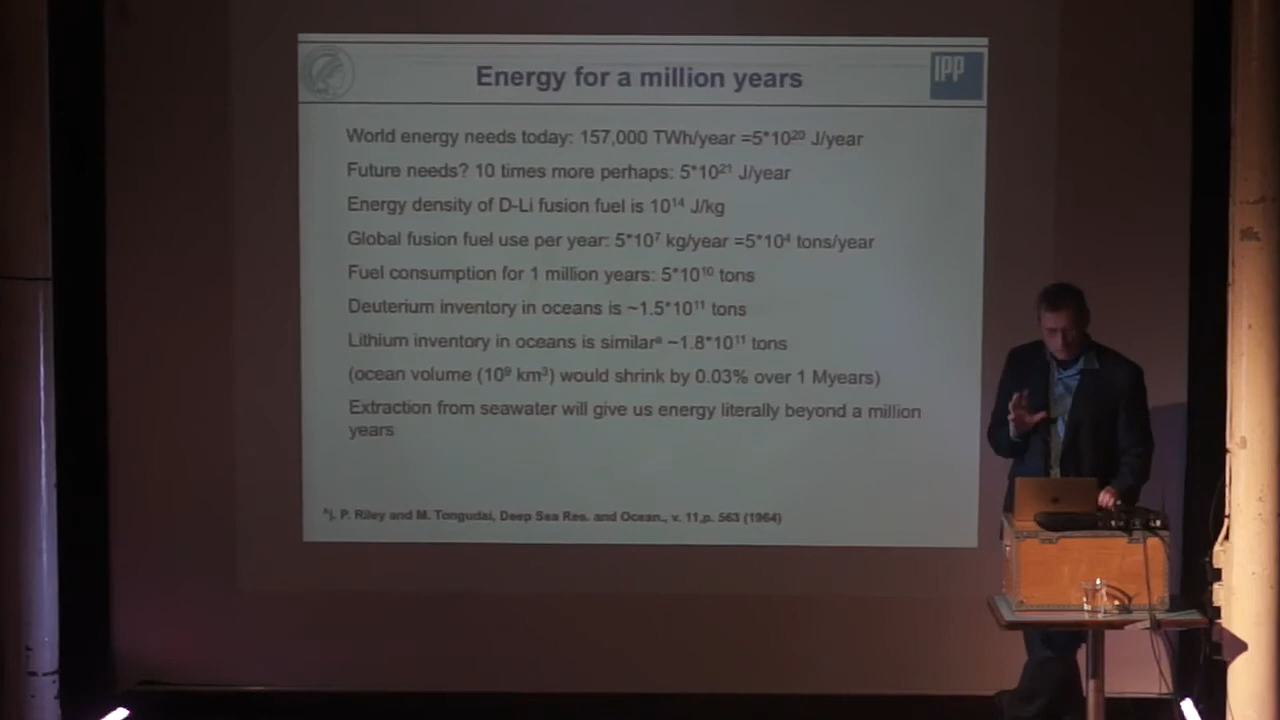 Energy for a million years
IPP
World energy needs today: 157,000 TWh/year =5*10²⁰ J/year
Future needs? 10 times more perhaps: 5*10²¹ J/year
Energy density of D-Li fusion fuel is 10¹⁴ J/kg
Global fusion fuel use per year: 5*10⁷ kg/year =5*10⁴ tons/year
Fuel consumption for 1 million years: 5*10¹⁰ tons
Deuterium inventory in oceans is ~1.5*10¹¹ tons
Lithium inventory in oceans is similarᵃ ~1.8*10¹¹ tons
(ocean volume (10⁹ km³) would shrink by 0.03% over 1 Myears)
Extraction from seawater will give us energy literally beyond a million
years
ᵃj. P. Riley and M. Tongudai, Deep Sea Res. and Ocean., v. 11,p. 563 (1964)